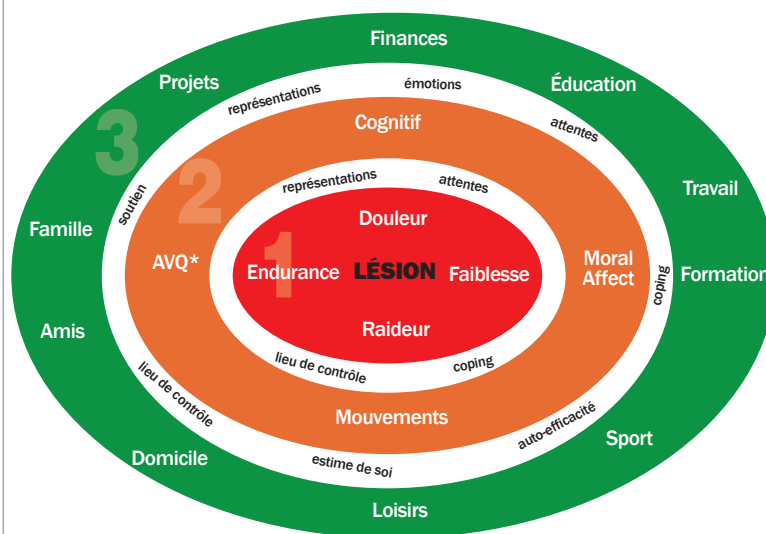 Finances
Projets
Éducation
représentations
émotions
attentes
Cognitif
3
2
soutien
représentations
attentes
Travail
Douleur
Famille
AVQ*
1
Endurance
LÉSION
Faiblesse
Moral
Affect
coping
Formation
Amis
Raideur
lieu de contrôle
coping
lieu de contrôle
Mouvements
auto-efficacité
Sport
Domicile
estime de soi
Loisirs